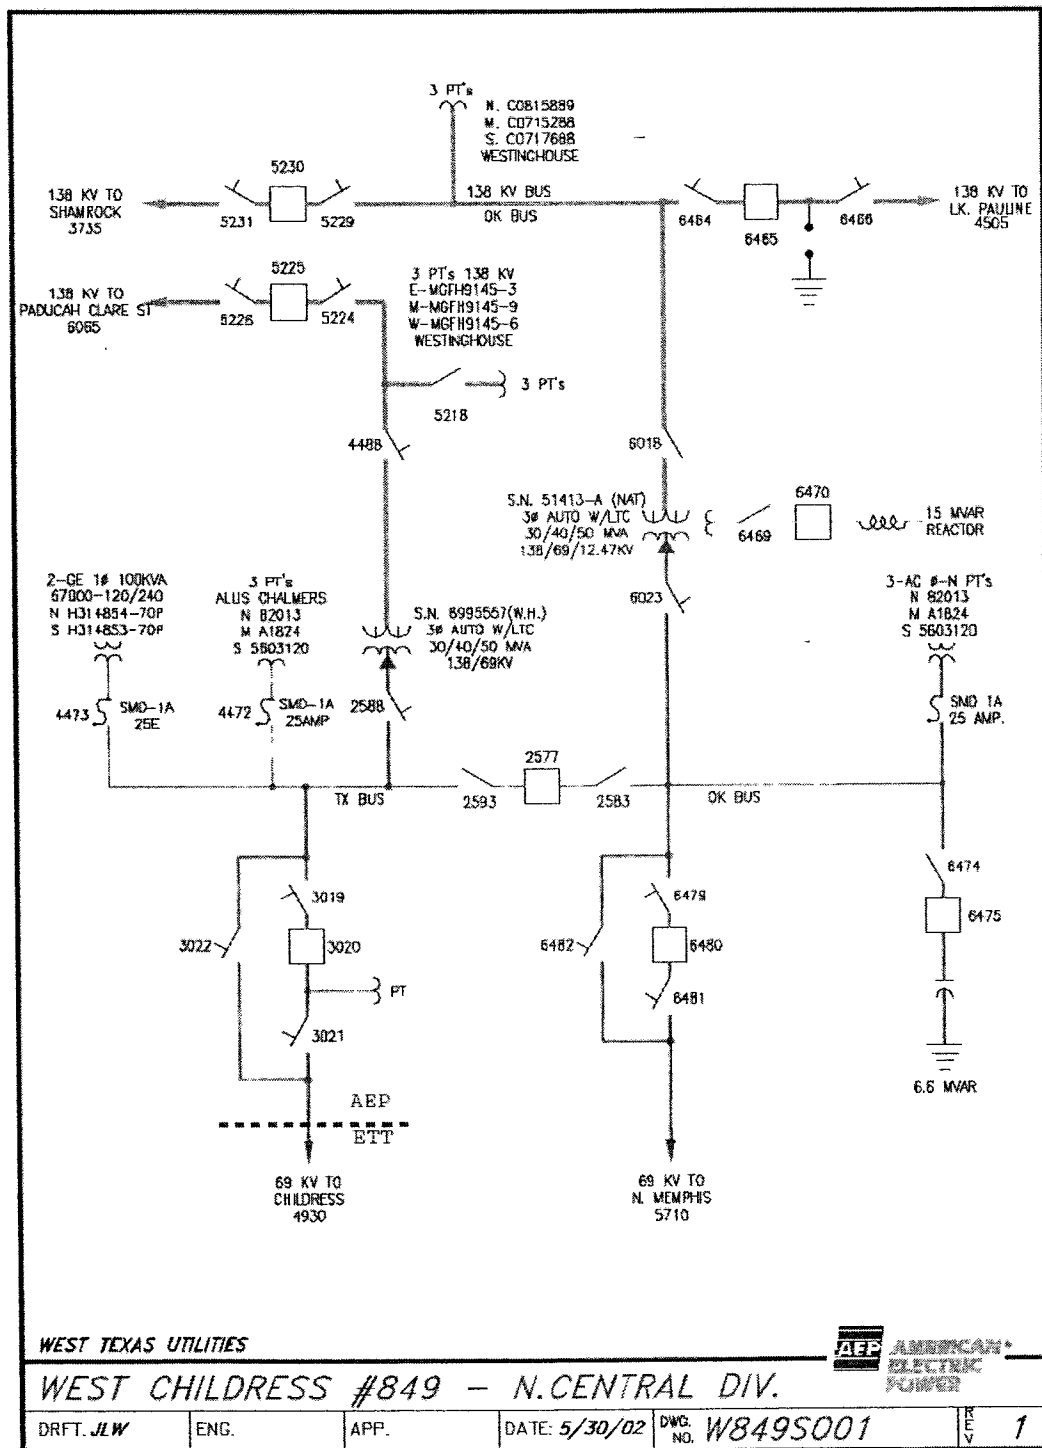 3 PT's
N. C0815889
M. C0715288
S. C0717688
WESTINGHOUSE
5230
138 KV TO
SHAMROCK
3735
5231
5229
138 KV BUS
OK BUS
6464
6465
6466
138 KV TO
LK. PAULINE
4505
5225
138 KV TO
PADUCAH CLARE ST
6065
5226
5224
3 PT's 138 KV
E-MGFH9145-3
M-MGFH9145-9
W-MGFH9145-6
WESTINGHOUSE
3 PT's
5218
4488
6018
S.N. 51413-A (NAT)
3ø AUTO W/LTC
30/40/50 MVA
138/69/12.47KV
6469
6470
15 MVAR
REACTOR
2-GE 1ø 100KVA
67000-120/240
N H314854-70P
S H314853-70P
3 PT's
ALLIS CHALMERS
N 82013
M A1824
S 5603120
S.N. 6995557(W.H.)
3ø AUTO W/LTC
30/40/50 MVA
138/69KV
6023
3-AC ø-N PT's
N 82013
M A1824
S 5603120
4473
SMD-1A
25E
4472
SMD-1A
25AMP
2588
SMD 1A
25 AMP.
TX BUS
2593
2577
2583
OK BUS
3019
3022
3020
PT
3021
6479
6482
6480
6481
6474
6475
6.6 MVAR
AEP
ETT
69 KV TO
CHILDRESS
4930
69 KV TO
N. MEMPHIS
5710
WEST TEXAS UTILITIES
AEP AMERICAN
ELECTRIC
POWER
WEST CHILDRESS #849 - N.CENTRAL DIV.
DRFT. JLW
ENG.
APP.
DATE: 5/30/02
DWG. NO. W849S001
REV 1